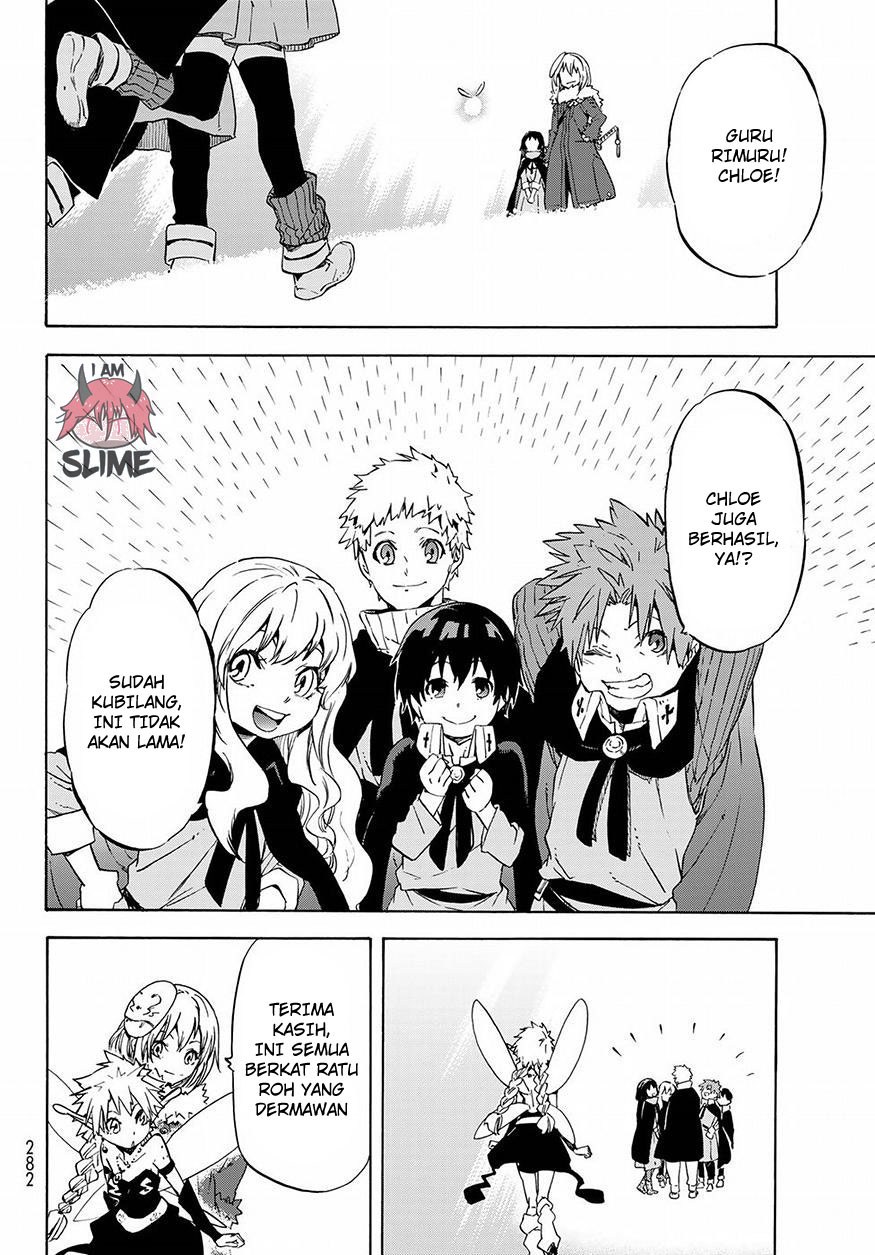 GURU
RIMURU!
CHLOE!
I AM
SLIME
CHLOE
JUGA
BERHASIL,
YA!?
SUDAH
KUBILANG,
INI TIDAK
AKAN LAMA!
TERIMA
KASIH,
INI SEMUA
BERKAT RATU
ROH YANG
DERMAWAN
282